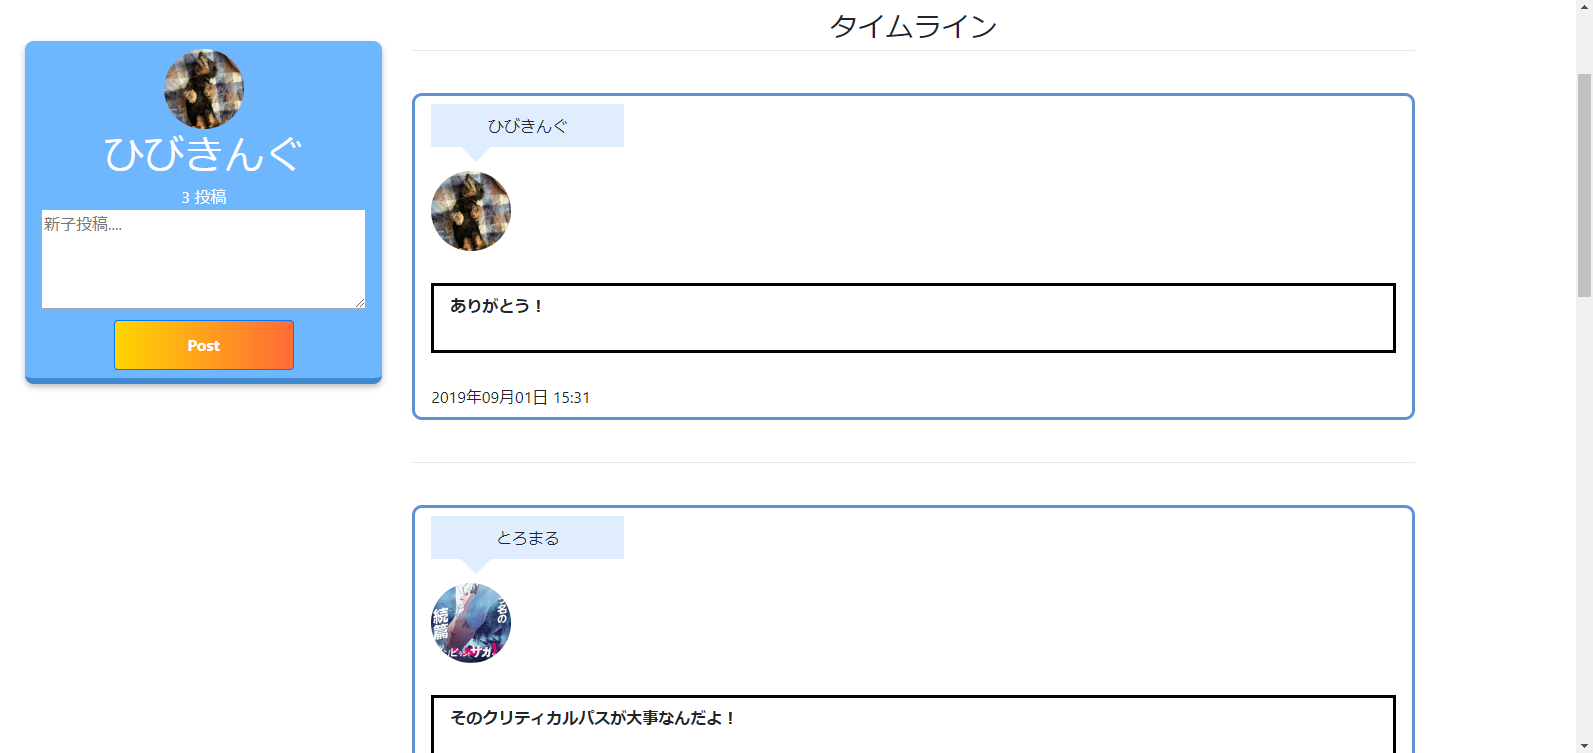 タイムライン
ひびきんぐ
3 投稿
新子投稿....
Post
ひびきんぐ
ありがとう！
2019年09月01日 15:31
とろまる
続篇
サガ
そのクリティカルパスが大事なんだよ！